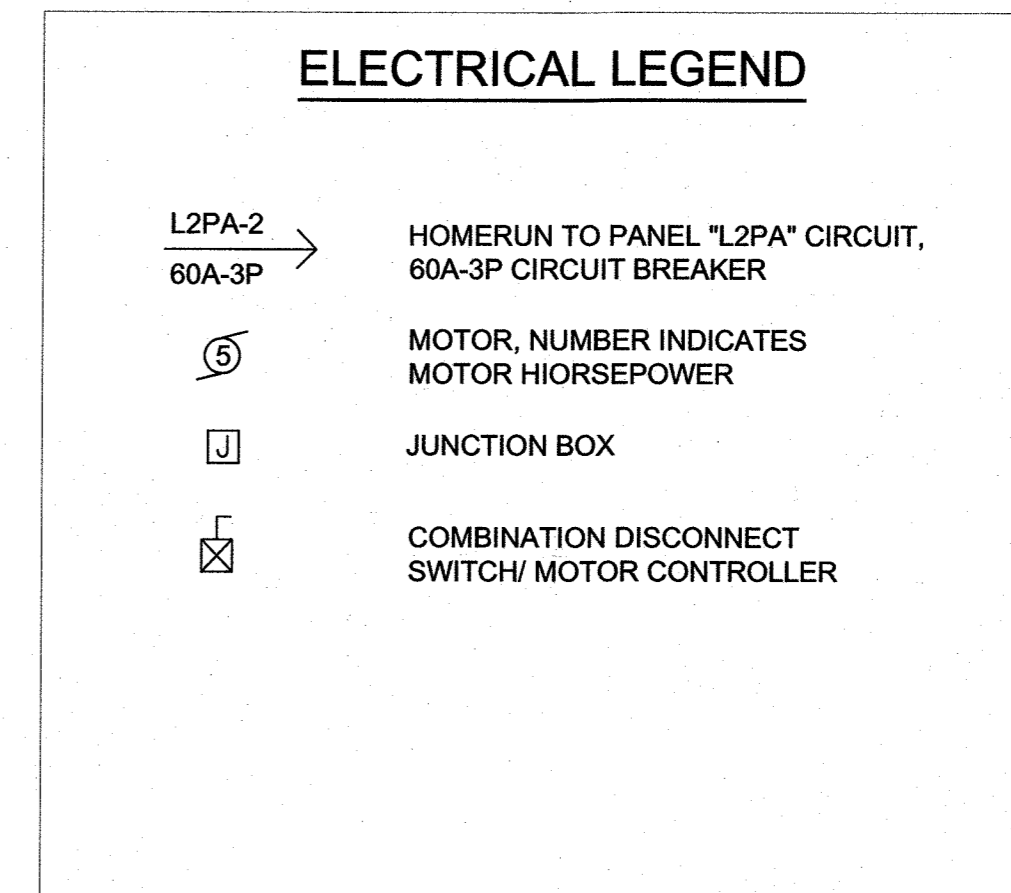 ELECTRICAL LEGEND
L2PA-2
60A-3P
HOMERUN TO PANEL "L2PA" CIRCUIT,
60A-3P CIRCUIT BREAKER
5
MOTOR, NUMBER INDICATES
MOTOR HIORSEPOWER
J
JUNCTION BOX
COMBINATION DISCONNECT
SWITCH/ MOTOR CONTROLLER